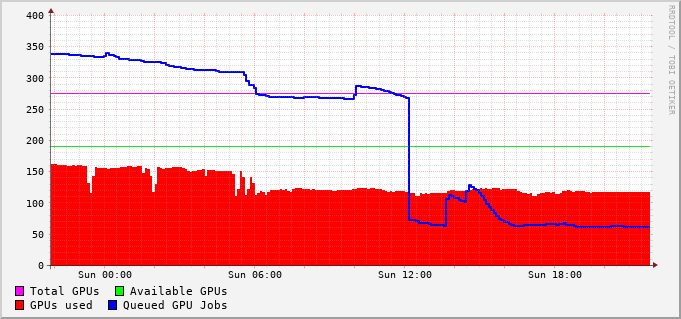 400
350
300
250
200
150
100
50
0
Sun 00:00 Sun 06:00 Sun 12:00 Sun 18:00
Total GPUs Available GPUs
GPUs used Queued GPU Jobs
RRDTOOL / TOBI OETIKER